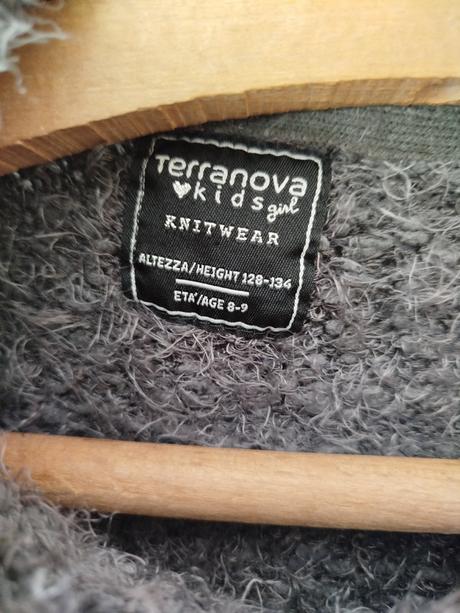 Terranova
kids girl
KNITWEAR
ALTEZZA/HEIGHT 128-134
ETA'/AGE 8-9